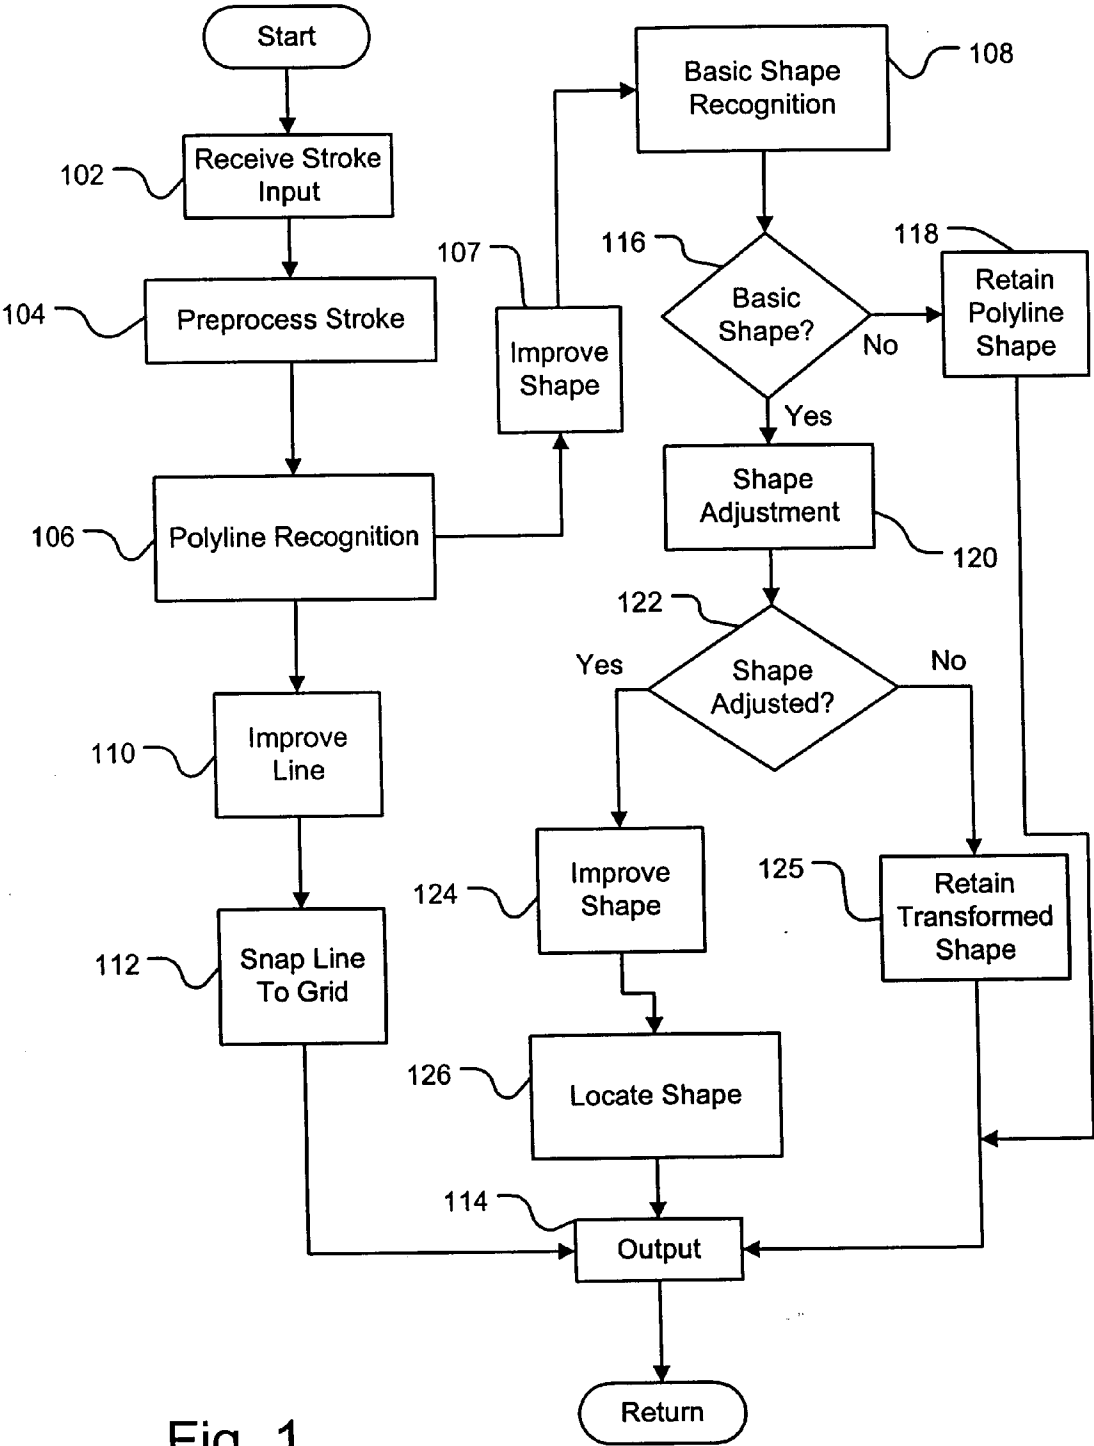 Start
102
Receive Stroke
Input
104
Preprocess Stroke
106
Polyline Recognition
107
Improve
Shape
108
Basic Shape
Recognition
116
Basic
Shape?
No
Yes
118
Retain
Polyline
Shape
Shape
Adjustment
120
122
Shape
Adjusted?
Yes
No
110
Improve
Line
112
Snap Line
To Grid
124
Improve
Shape
125
Retain
Transformed
Shape
126
Locate Shape
114
Output
Return
Fig. 1